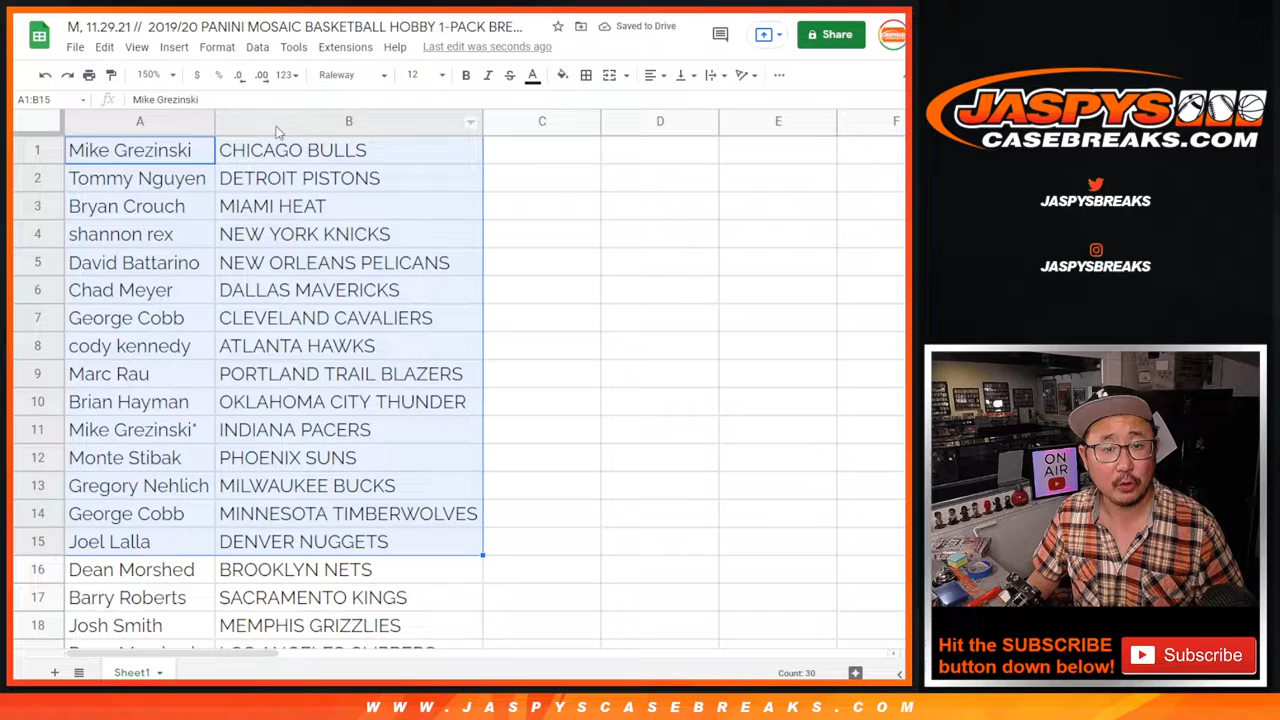 M, 11.29.21 // 2019/20 PANINI MOSAIC BASKETBALL HOBBY 1-PACK BRE...
Saved to Drive
Share
File Edit View Insert Format Data Tools Extensions Help Last edit was seconds ago
150% $ % .0 .00 123 Raleway 12 B I S A
A1:B15 fx Mike Grezinski
A B C D E F
1 Mike Grezinski CHICAGO BULLS
2 Tommy Nguyen DETROIT PISTONS
3 Bryan Crouch MIAMI HEAT
4 shannon rex NEW YORK KNICKS
5 David Battarino NEW ORLEANS PELICANS
6 Chad Meyer DALLAS MAVERICKS
7 George Cobb CLEVELAND CAVALIERS
8 cody kennedy ATLANTA HAWKS
9 Marc Rau PORTLAND TRAIL BLAZERS
10 Brian Hayman OKLAHOMA CITY THUNDER
11 Mike Grezinski* INDIANA PACERS
12 Monte Stibak PHOENIX SUNS
13 Gregory Nehlich MILWAUKEE BUCKS
14 George Cobb MINNESOTA TIMBERWOLVES
15 Joel Lalla DENVER NUGGETS
16 Dean Morshed BROOKLYN NETS
17 Barry Roberts SACRAMENTO KINGS
18 Josh Smith MEMPHIS GRIZZLIES
Sheet1
Count: 30
JASPYS
CASEBREAKS.COM
JASPYSBREAKS
JASPYSBREAKS
ON
AIR
Hit the SUBSCRIBE
button down below!
Subscribe
WWW.JASPYSCASEBREAKS.COM